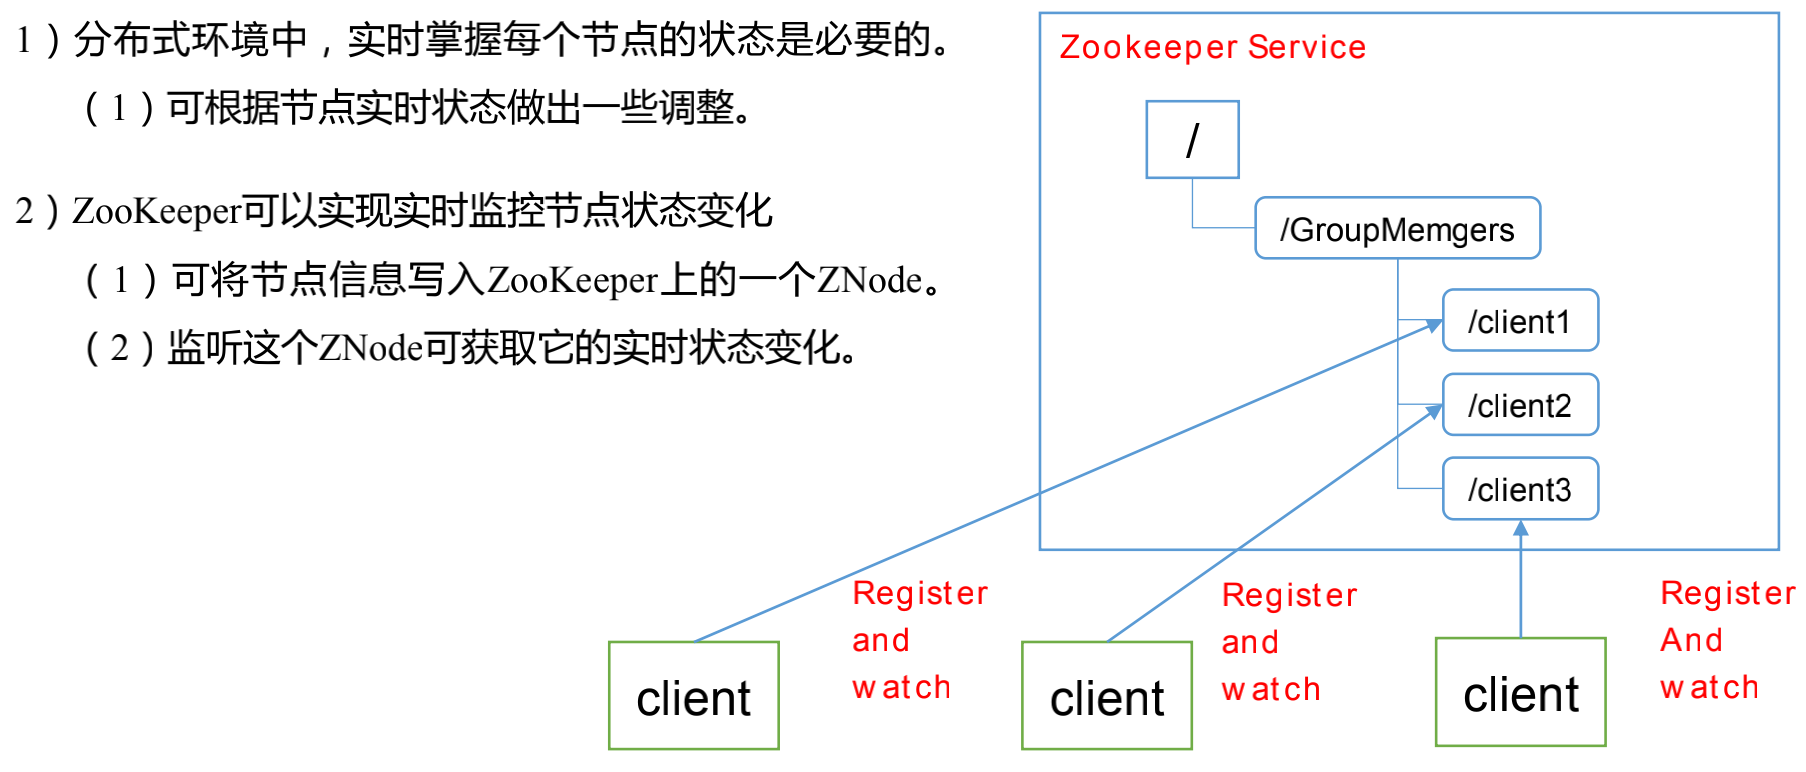 1）分布式环境中，实时掌握每个节点的状态是必要的。
（1）可根据节点实时状态做出一些调整。
2）ZooKeeper可以实现实时监控节点状态变化
（1）可将节点信息写入ZooKeeper上的一个ZNode。
（2）监听这个ZNode可获取它的实时状态变化。
Zookeeper Service
/
/GroupMemgers
/client1
/client2
/client3
Register
and
watch
Register
and
watch
Register
And
watch
client
client
client